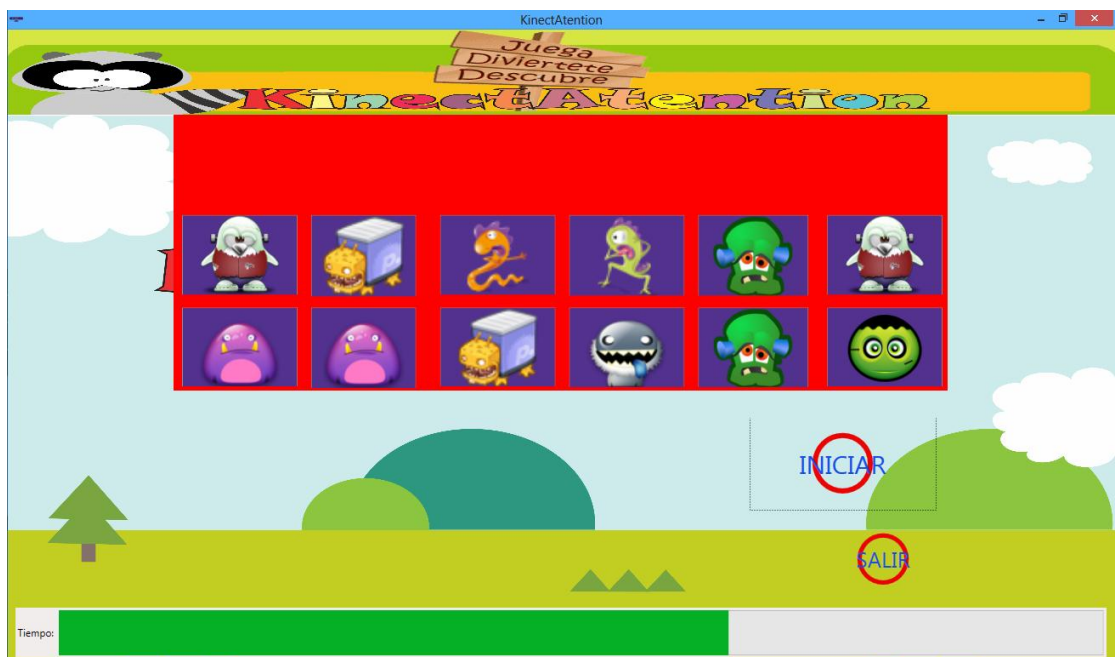 KinectAtention
Juega
Diviertete
Descubre
KinectAtention
INICIAR
SALIR
Tiempo: